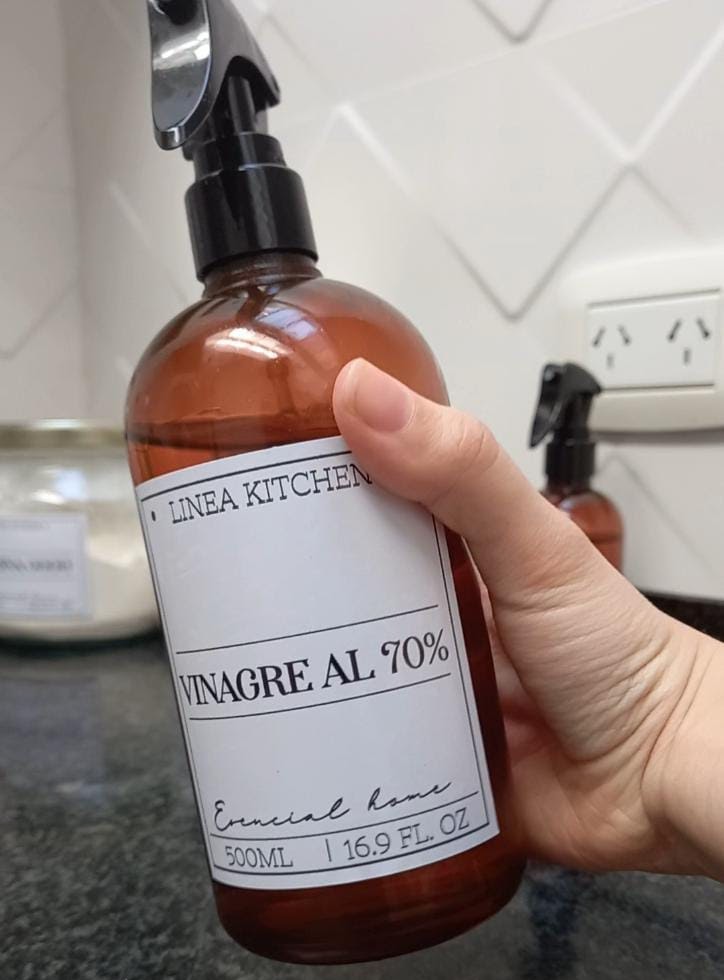 • LINEA KITCHEN
VINAGRE AL 70%
Esencial home
500ML | 16.9 FL. OZ